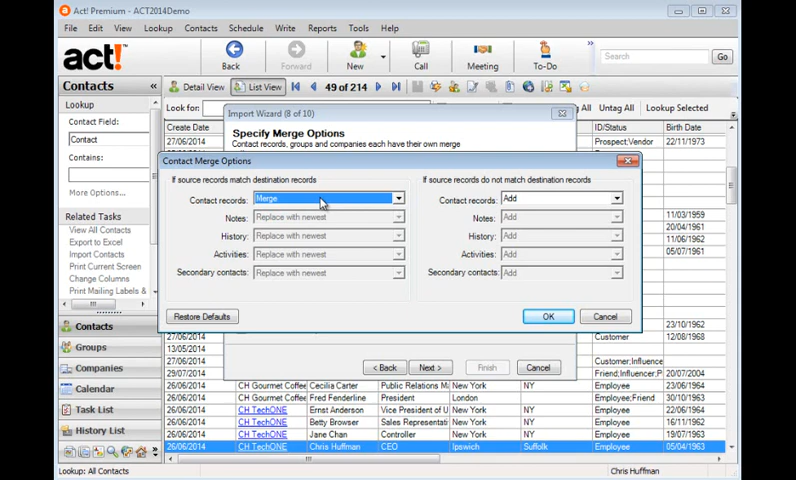 Act! Premium - ACT2014Demo
File Edit View Lookup Contacts Schedule Write Reports Tools Help
act! Back Forward New Call Meeting To-Do » Search Go
Contacts « Detail View List View 49 of 214
Lookup
Contact Field:
Contact
Contains:
More Options...
Related Tasks
View All Contacts
Export to Excel
Import Contacts
Print Current Screen
Change Columns
Print Mailing Labels &
Contacts
Groups
Companies
Calendar
Task List
History List
Look for: All Untag All Lookup Selected
Create Date ID/Status Birth Date
27/06/2014 Prospect;Vendor 22/11/1973
Import Wizard (8 of 10)
Specify Merge Options
Contact records, groups and companies each have their own merge
Contact Merge Options
If source records match destination records If source records do not match destination records
Contact records: Merge Contact records: Add
Notes: Replace with newest Notes: Add
History: Replace with newest History: Add
Activities: Replace with newest Activities: Add
Secondary contacts: Replace with newest Secondary contacts: Add
Restore Defaults OK Cancel
11/03/1959
20/04/1961
11/06/1962
05/07/1961
23/10/1962
27/06/2014 Customer 12/08/1968
13/05/2014
27/06/2014 Customer;Influence
29/06/2014 Friend;Influencer;P 20/07/2004
< Back Next > Finish Cancel
26/06/2014 CH Gourmet Coffee Cecilia Carter Public Relations Ma New York NY Employee 23/06/1964
26/06/2014 CH Gourmet Coffee Fred Fenderline President London Employee;Friend 30/10/1963
26/06/2014 CH TechONE Ernst Anderson Vice President of U New York NY Employee 22/06/1964
26/06/2014 CH TechONE Betty Browser Sales Representati New York NY Employee 16/10/1961
26/06/2014 CH TechONE Jane Chan Controller New York NY Employee 19/07/1963
26/06/2014 CH TechONE Chris Huffman CEO Ipswich Suffolk Employee 05/04/1963
Lookup: All Contacts Chris Huffman